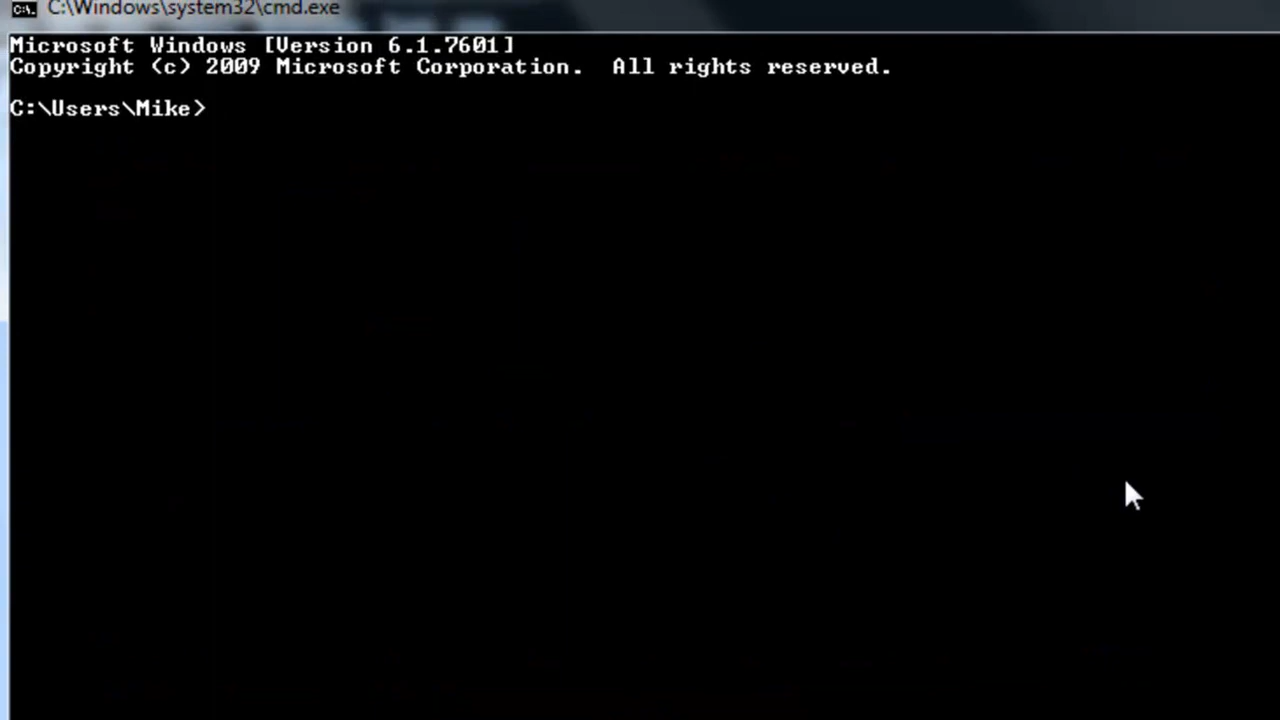 C:\Windows\system32\cmd.exe
Microsoft Windows [Version 6.1.7601]
Copyright (c) 2009 Microsoft Corporation.  All rights reserved.
C:\Users\Mike>